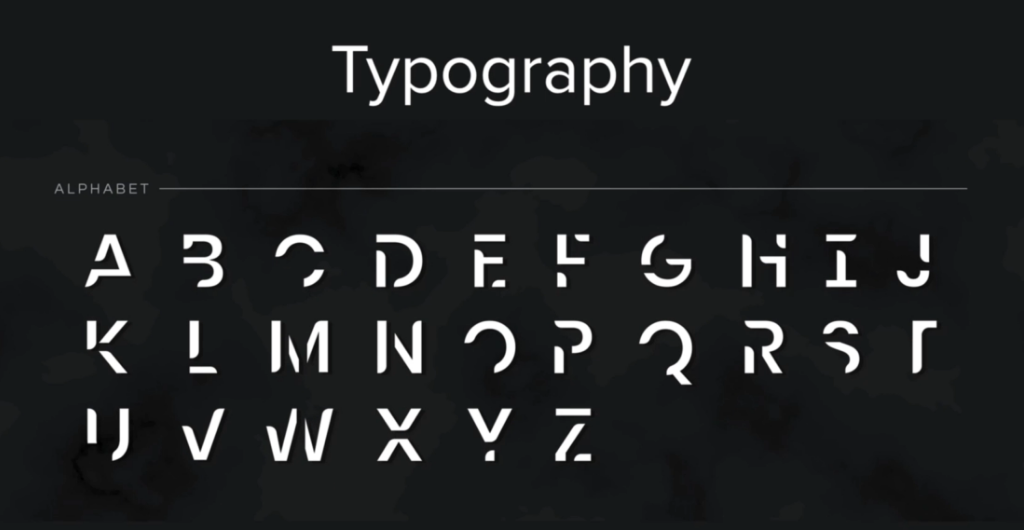 Typography
ALPHABET
A B C D E F G H I J
K L M N O P Q R S T
U V W X Y Z